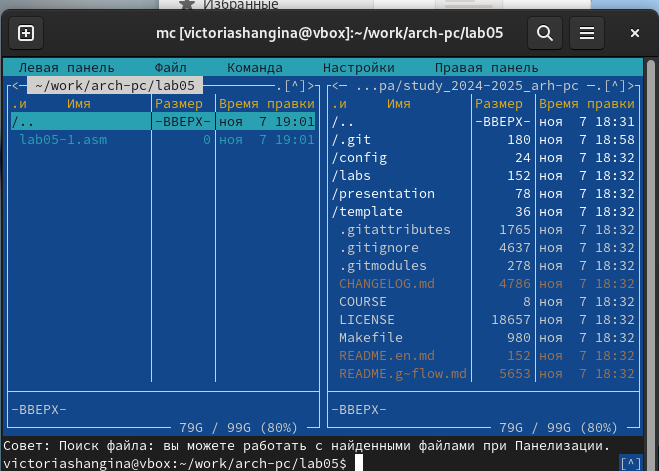 Избранные
mc [victoriashangina@vbox]:~/work/arch-pc/lab05
Левая панель Файл Команда Настройки Правая панель
<─ ~/work/arch-pc/lab05 ─.[^]>
.и Имя Размер Время правки
/.. -ВВЕРХ- ноя 7 19:01
lab05-1.asm 0 ноя 7 19:01
-ВВЕРХ-
79G / 99G (80%)
<─ ...pa/study_2024-2025_arh-pc ─.[^]>
.и Имя Размер Время правки
/.. -ВВЕРХ- ноя 7 18:31
/.git 180 ноя 7 18:58
/config 24 ноя 7 18:32
/labs 152 ноя 7 18:32
/presentation 78 ноя 7 18:32
/template 36 ноя 7 18:32
.gitattributes 1765 ноя 7 18:32
.gitignore 4637 ноя 7 18:32
.gitmodules 278 ноя 7 18:32
CHANGELOG.md 4786 ноя 7 18:32
COURSE 8 ноя 7 18:32
LICENSE 18657 ноя 7 18:32
Makefile 980 ноя 7 18:32
README.en.md 152 ноя 7 18:32
README.g~flow.md 5653 ноя 7 18:32
-ВВЕРХ-
79G / 99G (80%)
Совет: Поиск файла: вы можете работать с найденными файлами при Панелизации.
victoriashangina@vbox:~/work/arch-pc/lab05$ [^]